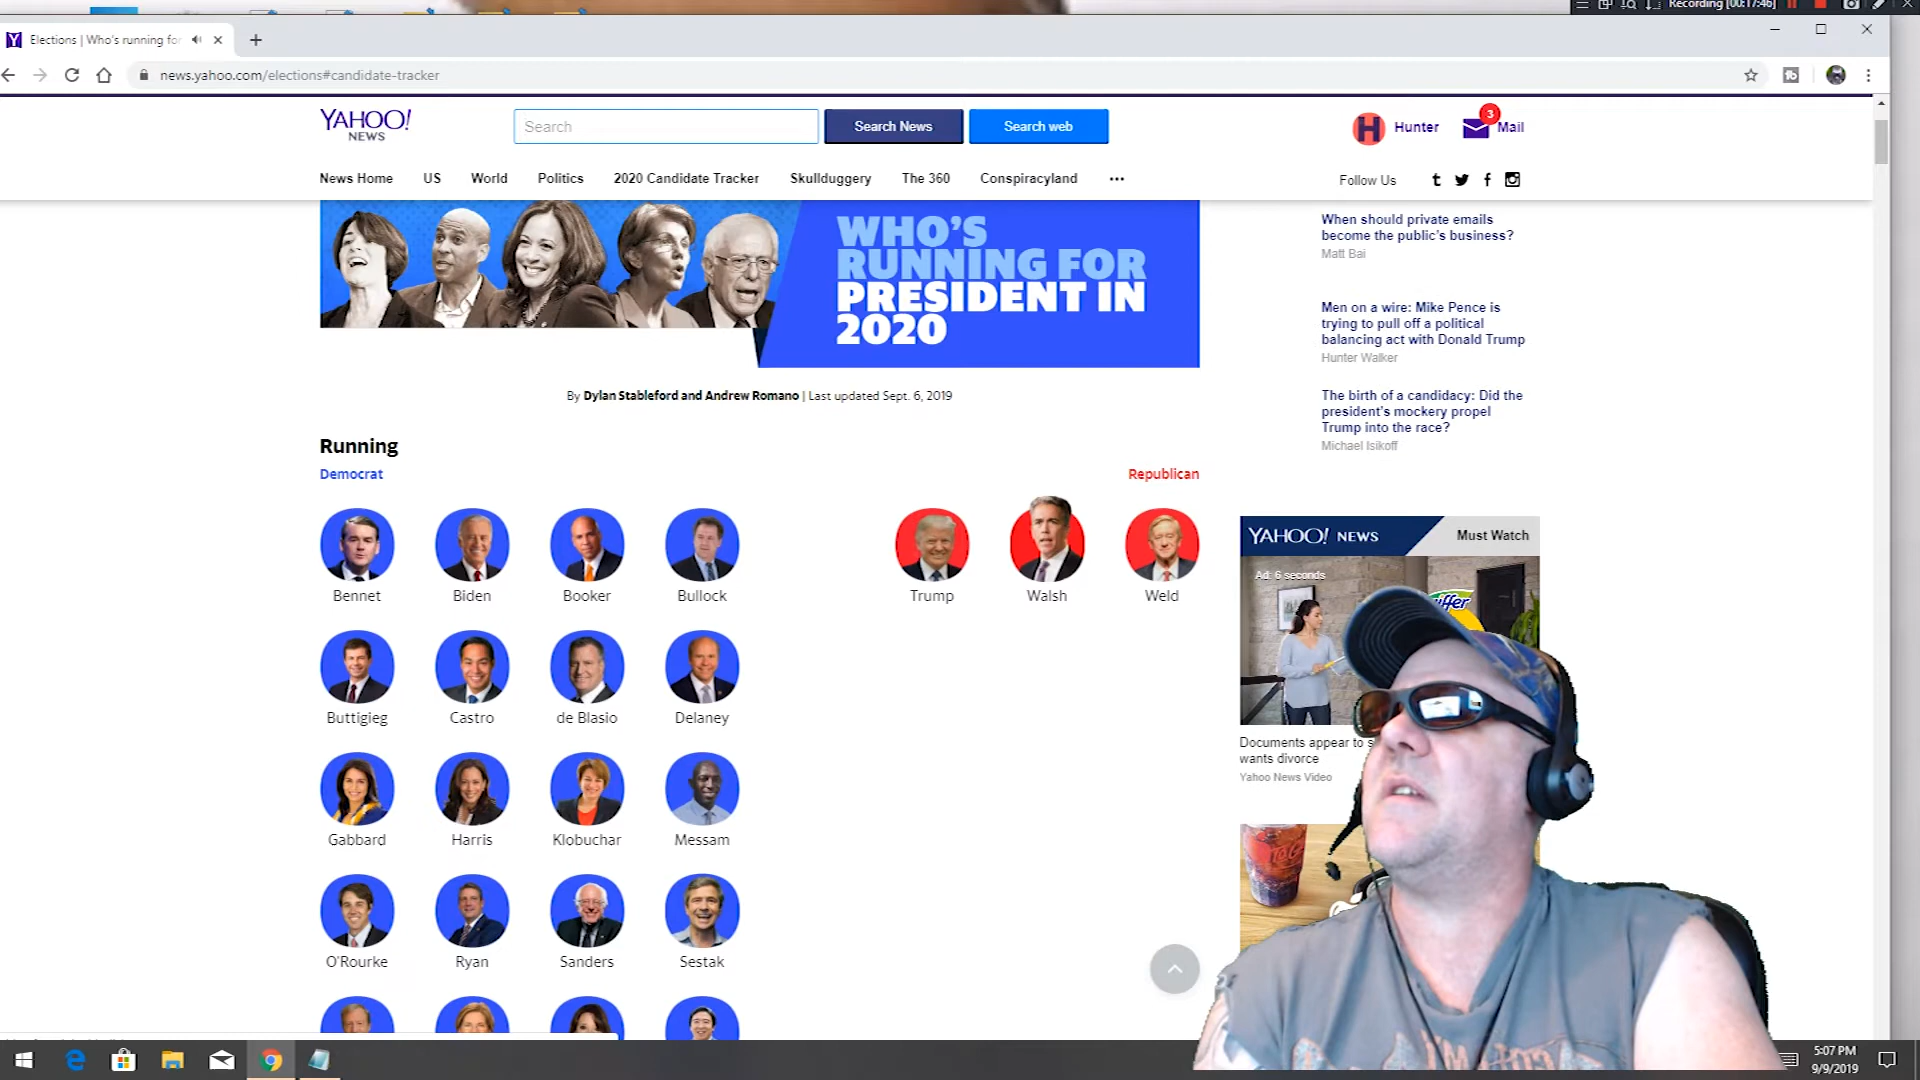 Recording [00:17:46]
Elections | Who's running for
news.yahoo.com/elections#candidate-tracker
YAHOO!
NEWS
Search
Search News
Search web
H
Hunter
3
Mail
News Home
US
World
Politics
2020 Candidate Tracker
Skullduggery
The 360
Conspiracyland
Follow Us
WHO'S
RUNNING FOR
PRESIDENT IN
2020
When should private emails
become the public's business?
Matt Bai
Men on a wire: Mike Pence is
trying to pull off a political
balancing act with Donald Trump
Hunter Walker
The birth of a candidacy: Did the
president's mockery propel
Trump into the race?
Michael Isikoff
By Dylan Stableford and Andrew Romano | Last updated Sept. 6, 2019
Running
Democrat
Republican
Bennet
Biden
Booker
Bullock
Trump
Walsh
Weld
Buttigieg
Castro
de Blasio
Delaney
Gabbard
Harris
Klobuchar
Messam
O'Rourke
Ryan
Sanders
Sestak
YAHOO! NEWS
Must Watch
Ad: 6 seconds
Documents appear to
wants divorce
Yahoo News Video
5:07 PM
9/9/2019